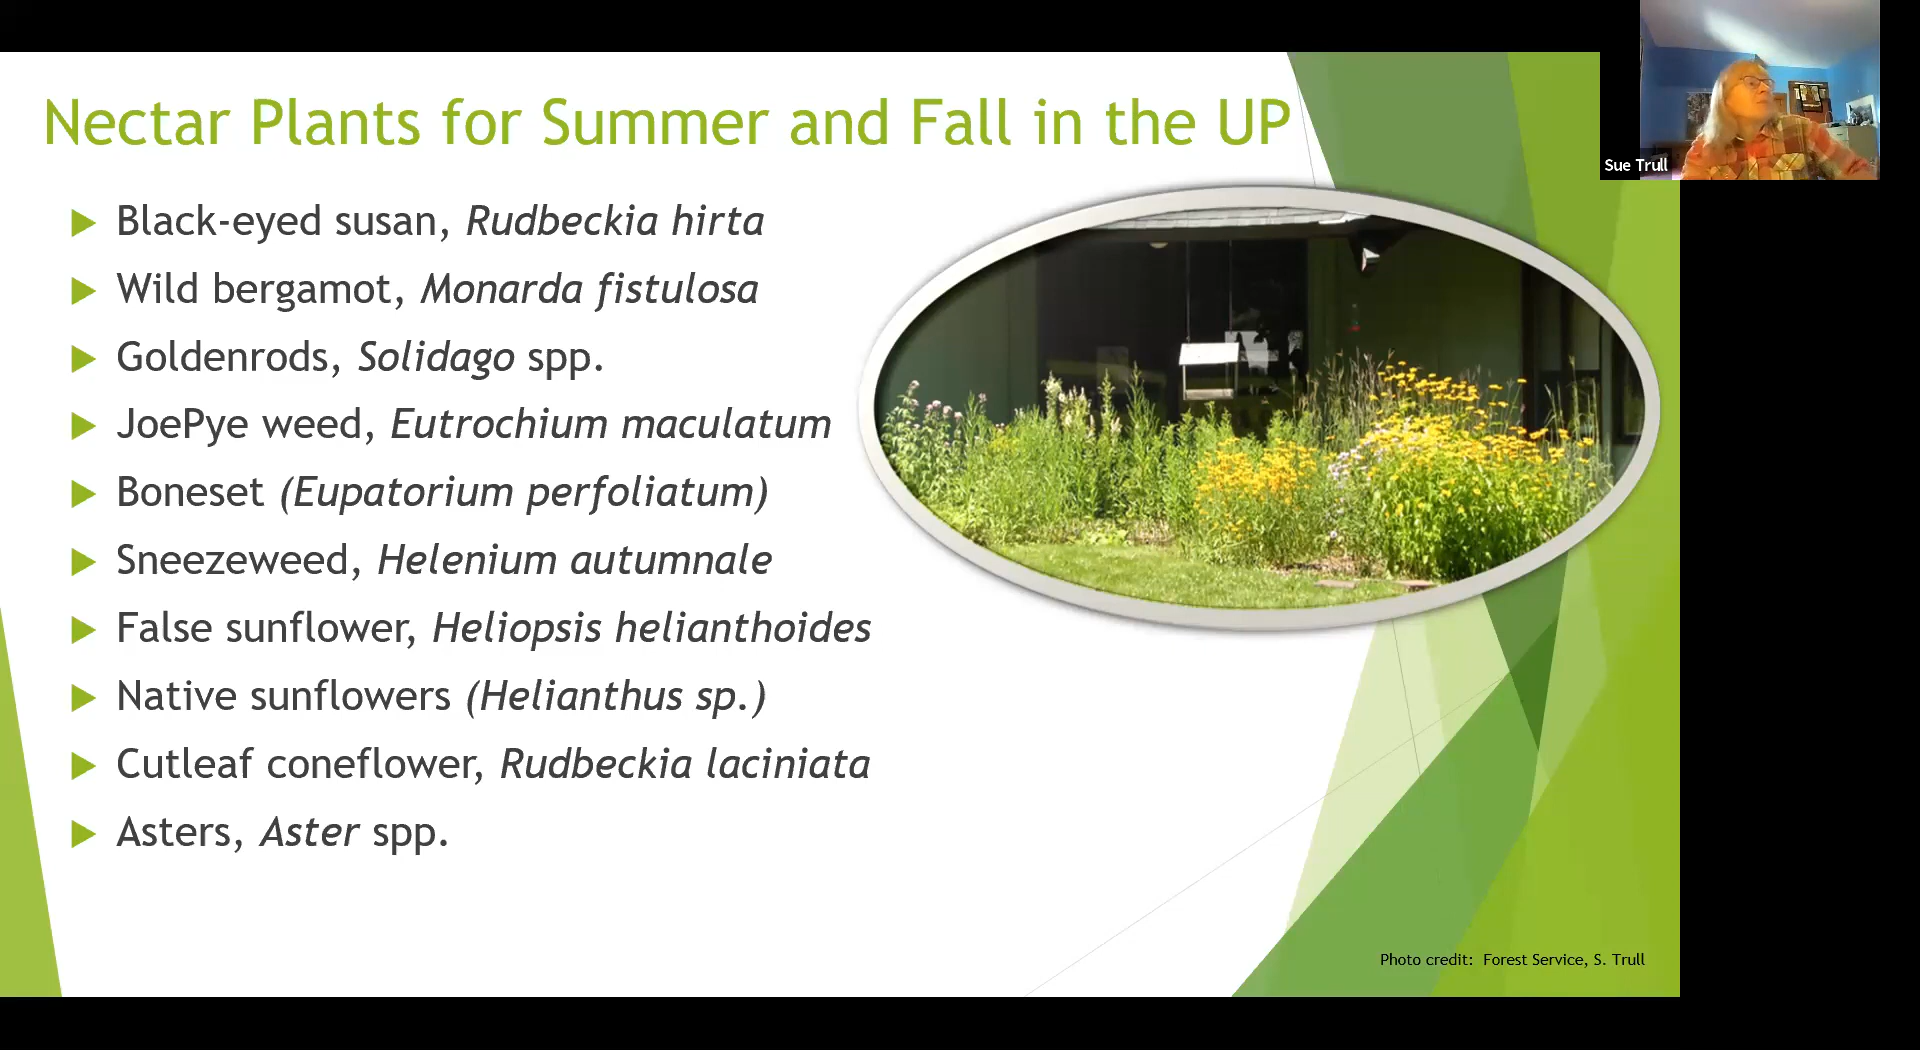 Nectar Plants for Summer and Fall in the UP
Sue Trull
Black-eyed susan, Rudbeckia hirta
Wild bergamot, Monarda fistulosa
Goldenrods, Solidago spp.
JoePye weed, Eutrochium maculatum
Boneset (Eupatorium perfoliatum)
Sneezeweed, Helenium autumnale
False sunflower, Heliopsis helianthoides
Native sunflowers (Helianthus sp.)
Cutleaf coneflower, Rudbeckia laciniata
Asters, Aster spp.
Photo credit: Forest Service, S. Trull